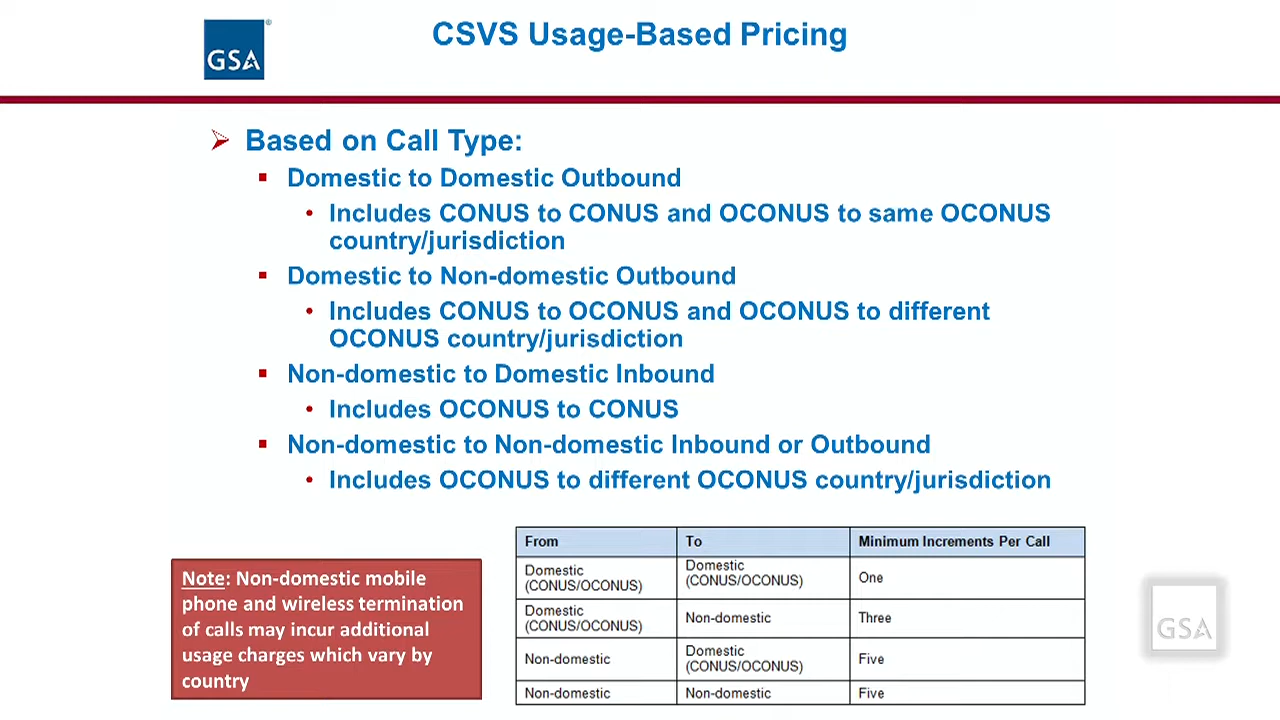 CSVS Usage-Based Pricing
GSA
®
Based on Call Type:
Domestic to Domestic Outbound
Includes CONUS to CONUS and OCONUS to same OCONUS
country/jurisdiction
Domestic to Non-domestic Outbound
Includes CONUS to OCONUS and OCONUS to different
OCONUS country/jurisdiction
Non-domestic to Domestic Inbound
Includes OCONUS to CONUS
Non-domestic to Non-domestic Inbound or Outbound
Includes OCONUS to different OCONUS country/jurisdiction
Note: Non-domestic mobile
phone and wireless termination
of calls may incur additional
usage charges which vary by
country
From To Minimum Increments Per Call
Domestic
(CONUS/OCONUS)
Domestic
(CONUS/OCONUS)
One
Domestic
(CONUS/OCONUS)
Non-domestic
Three
Non-domestic
Domestic
(CONUS/OCONUS)
Five
Non-domestic Non-domestic Five
GSA